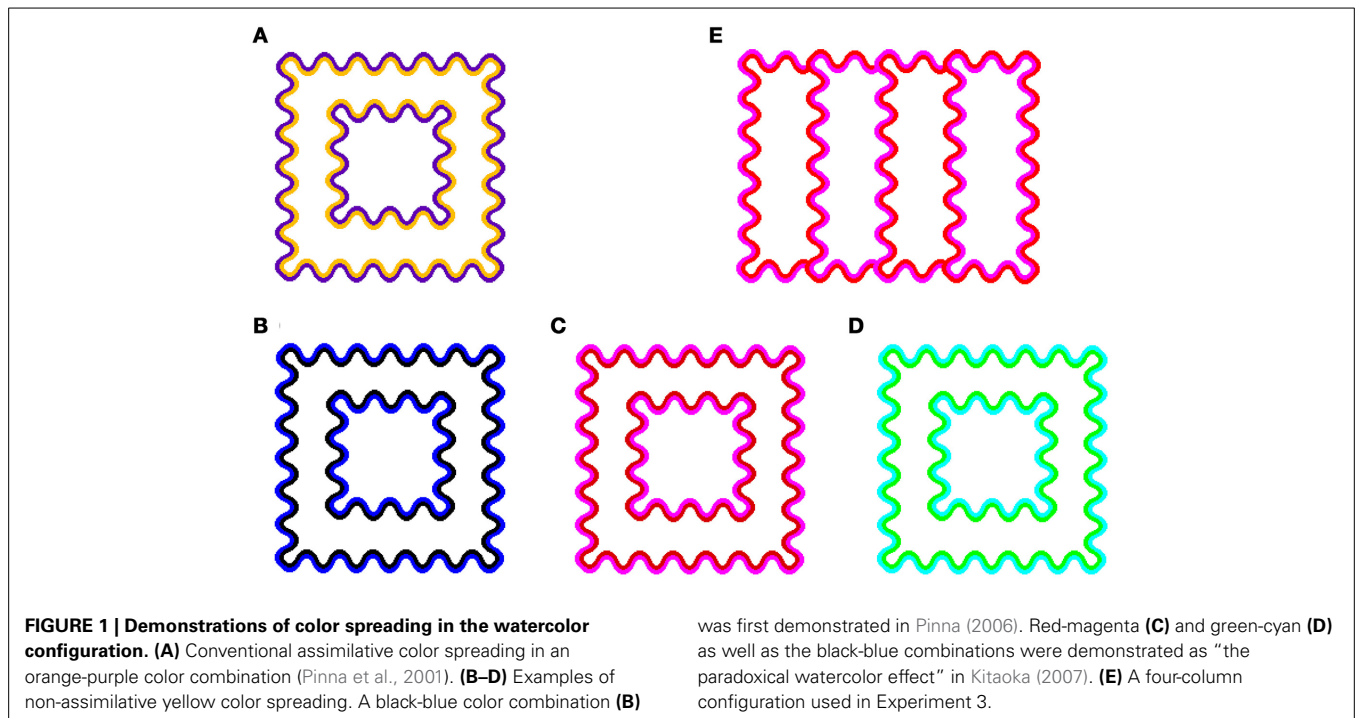 A
E
B
C
D
FIGURE 1 | Demonstrations of color spreading in the watercolor
configuration. (A) Conventional assimilative color spreading in an
orange-purple color combination (Pinna et al., 2001). (B–D) Examples of
non-assimilative yellow color spreading. A black-blue color combination (B)
was first demonstrated in Pinna (2006). Red-magenta (C) and green-cyan (D)
as well as the black-blue combinations were demonstrated as “the
paradoxical watercolor effect” in Kitaoka (2007). (E) A four-column
configuration used in Experiment 3.